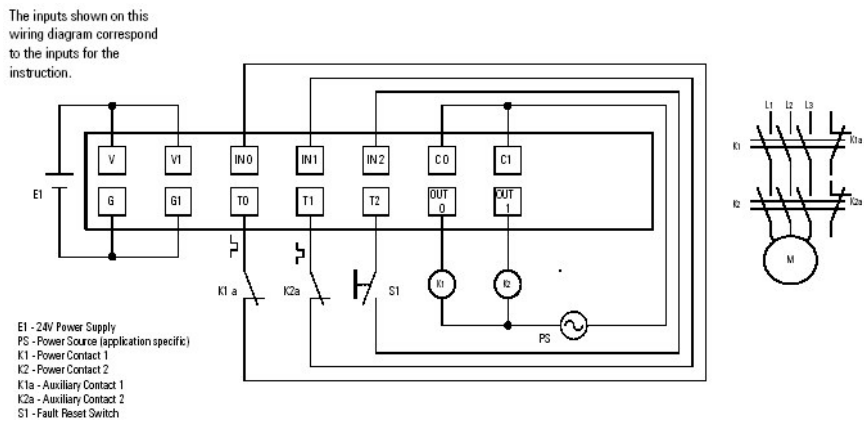 The inputs shown on this
wiring diagram correspond
to the inputs for the
instruction.
L1 L2 L3
V V1 IN0 IN1 IN2 C0 C1
K1 K1a
E1
G G1 T0 T1 T2 OUT 0 OUT 1
K2 K2a
M
K1 a K2a S1 K1 K2
PS
E1 - 24V Power Supply
PS - Power Source (application specific)
K1 - Power Contact 1
K2 - Power Contact 2
K1a - Auxiliary Contact 1
K2a - Auxiliary Contact 2
S1 - Fault Reset Switch